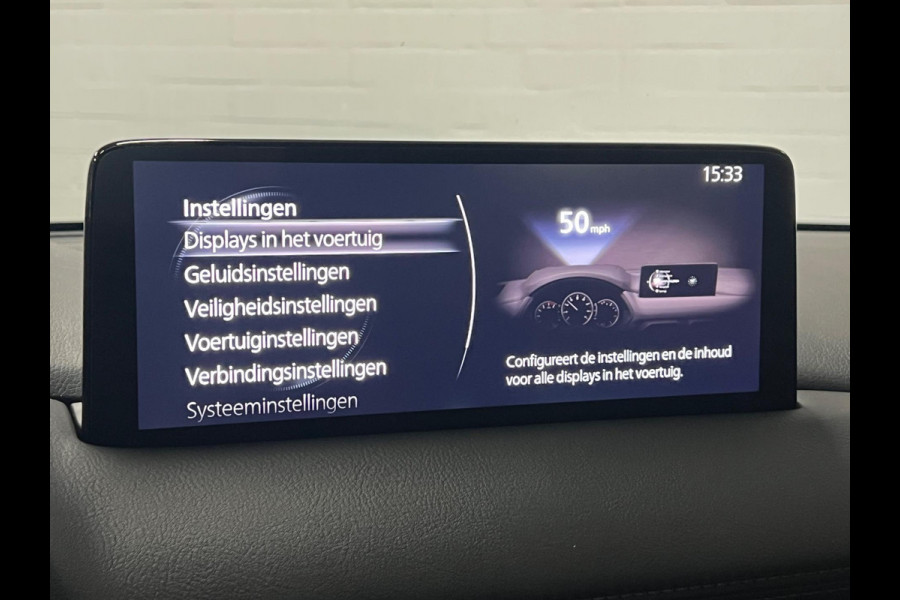 15:33
Instellingen
Displays in het voertuig
Geluidsinstellingen
Veiligheidsinstellingen
Voertuiginstellingen
Verbindingsinstellingen
Systeeminstellingen
50 mph
Configureert de instellingen en de inhoud
voor alle displays in het voertuig.